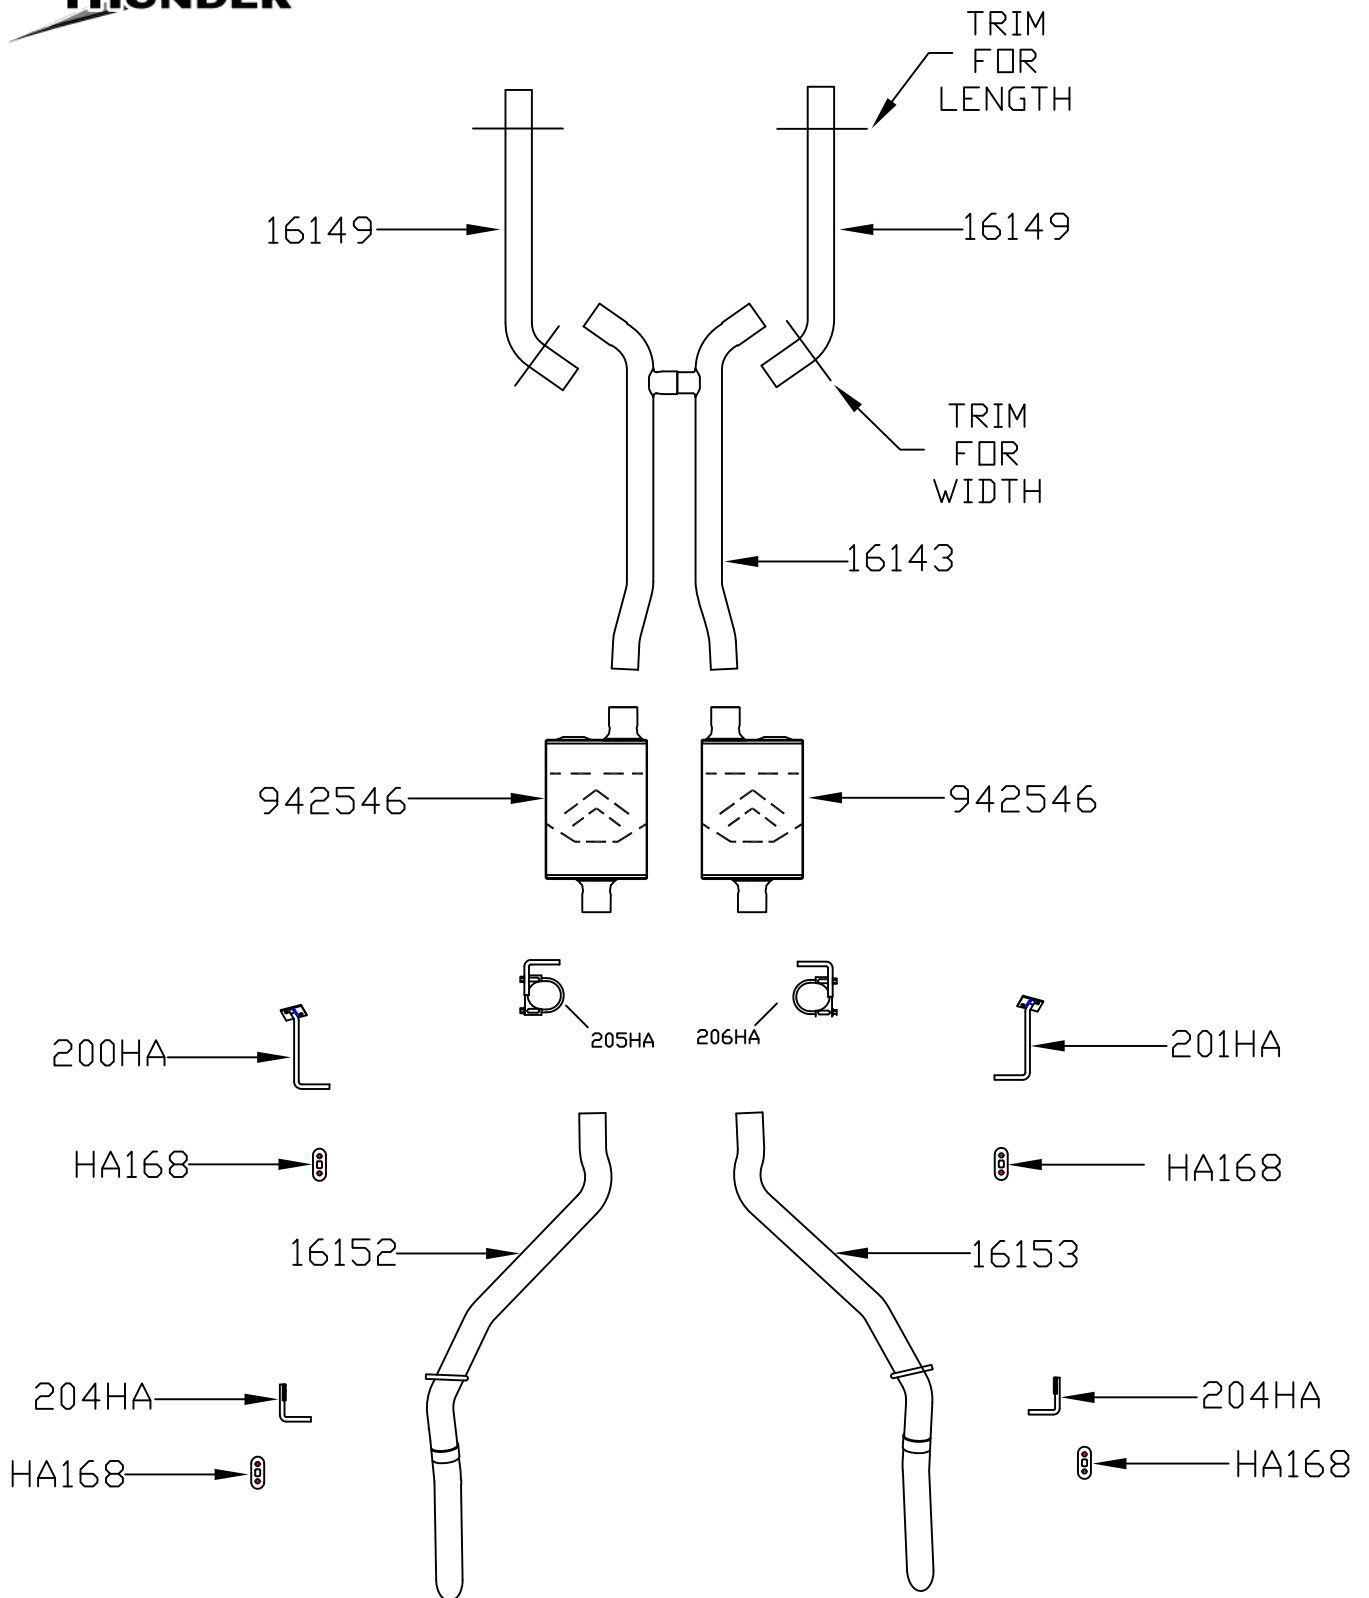 THUNDER
TRIM
FOR
LENGTH
16149
16149
TRIM
FOR
WIDTH
16143
942546
942546
205HA
206HA
200HA
201HA
HA168
HA168
16152
16153
204HA
204HA
HA168
HA168